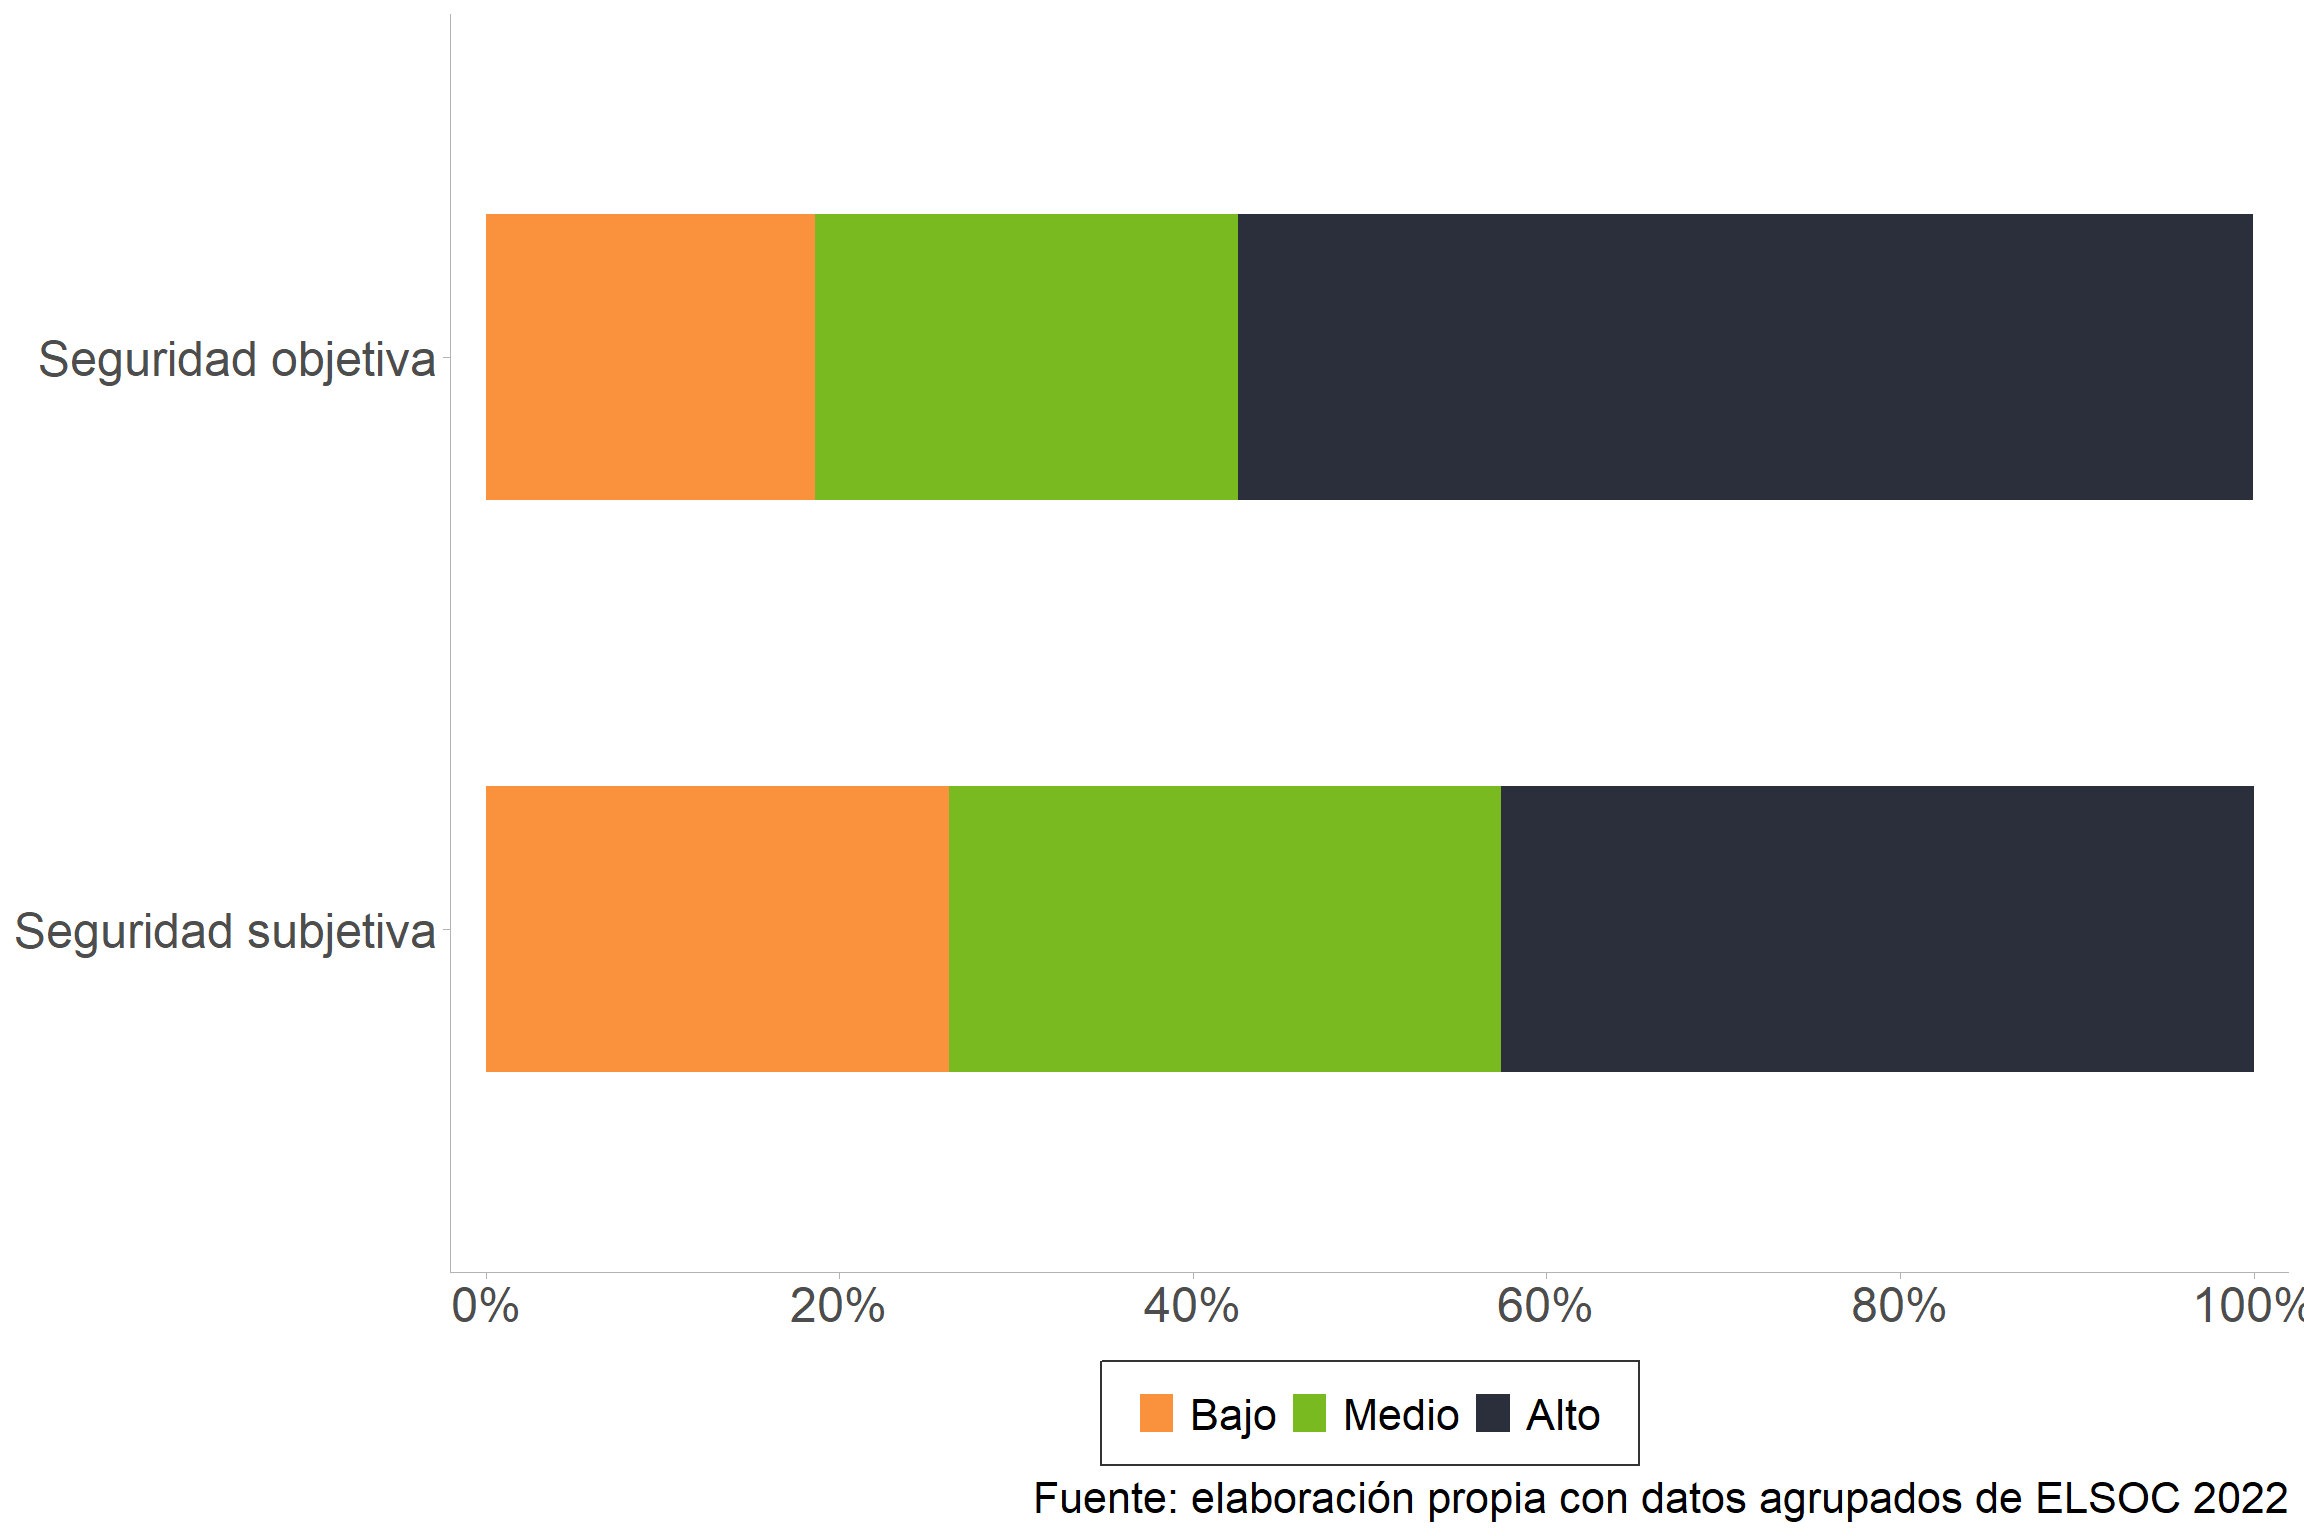 Seguridad objetiva
Seguridad subjetiva
0% 20% 40% 60% 80% 100%
Bajo Medio Alto
Fuente: elaboración propia con datos agrupados de ELSOC 2022